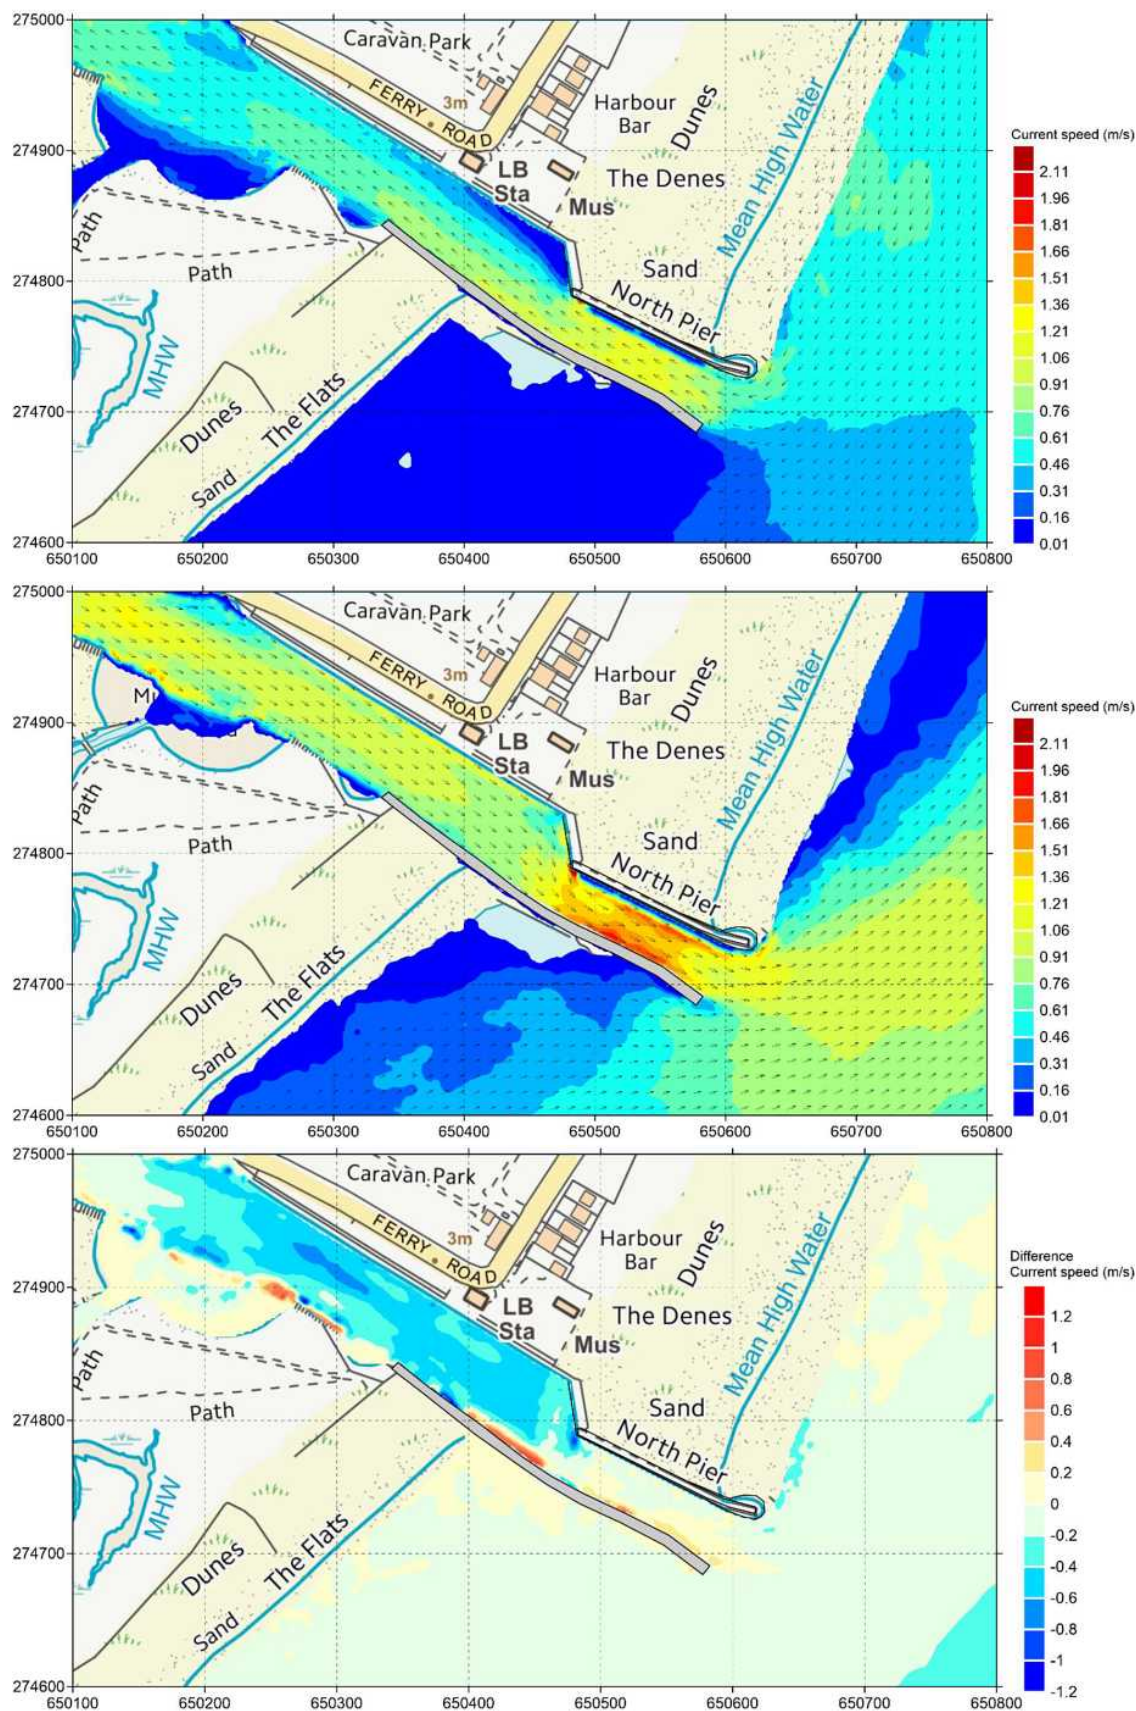 275000
Caravan Park
FERRY ROAD
3m
Harbour
Bar
Dunes
Mean High Water
Current speed (m/s)
2.11
1.96
1.81
1.66
1.51
1.36
1.21
1.06
0.91
0.76
0.61
0.46
0.31
0.16
0.01
274900
LB
Sta
The Denes
Mus
Path
Path
Sand
North Pier
274800
MHW
Dunes
The Flats
Sand
274700
274600
650100
650200
650300
650400
650500
650600
650700
650800
275000
Caravan Park
FERRY ROAD
3m
Harbour
Bar
Dunes
Mean High Water
Current speed (m/s)
2.11
1.96
1.81
1.66
1.51
1.36
1.21
1.06
0.91
0.76
0.61
0.46
0.31
0.16
0.01
274900
LB
Sta
The Denes
Mus
Path
Path
Sand
North Pier
274800
MHW
Dunes
The Flats
Sand
274700
274600
650100
650200
650300
650400
650500
650600
650700
650800
275000
Caravan Park
FERRY ROAD
3m
Harbour
Bar
Dunes
Mean High Water
Difference
Current speed (m/s)
1.2
1
0.8
0.6
0.4
0.2
0
-0.2
-0.4
-0.6
-0.8
-1
-1.2
274900
LB
Sta
The Denes
Mus
Path
Path
Sand
North Pier
274800
MHW
Dunes
The Flats
Sand
274700
274600
650100
650200
650300
650400
650500
650600
650700
650800